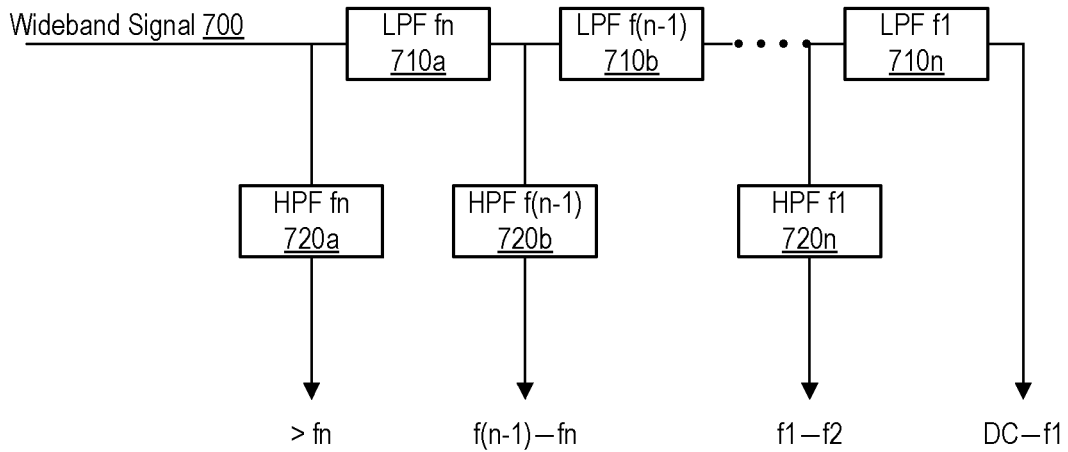 Wideband Signal 700
LPF fn
710a
LPF f(n-1)
710b
LPF f1
710n
HPF fn
720a
HPF f(n-1)
720b
HPF f1
720n
> fn
f(n-1)—fn
f1—f2
DC—f1